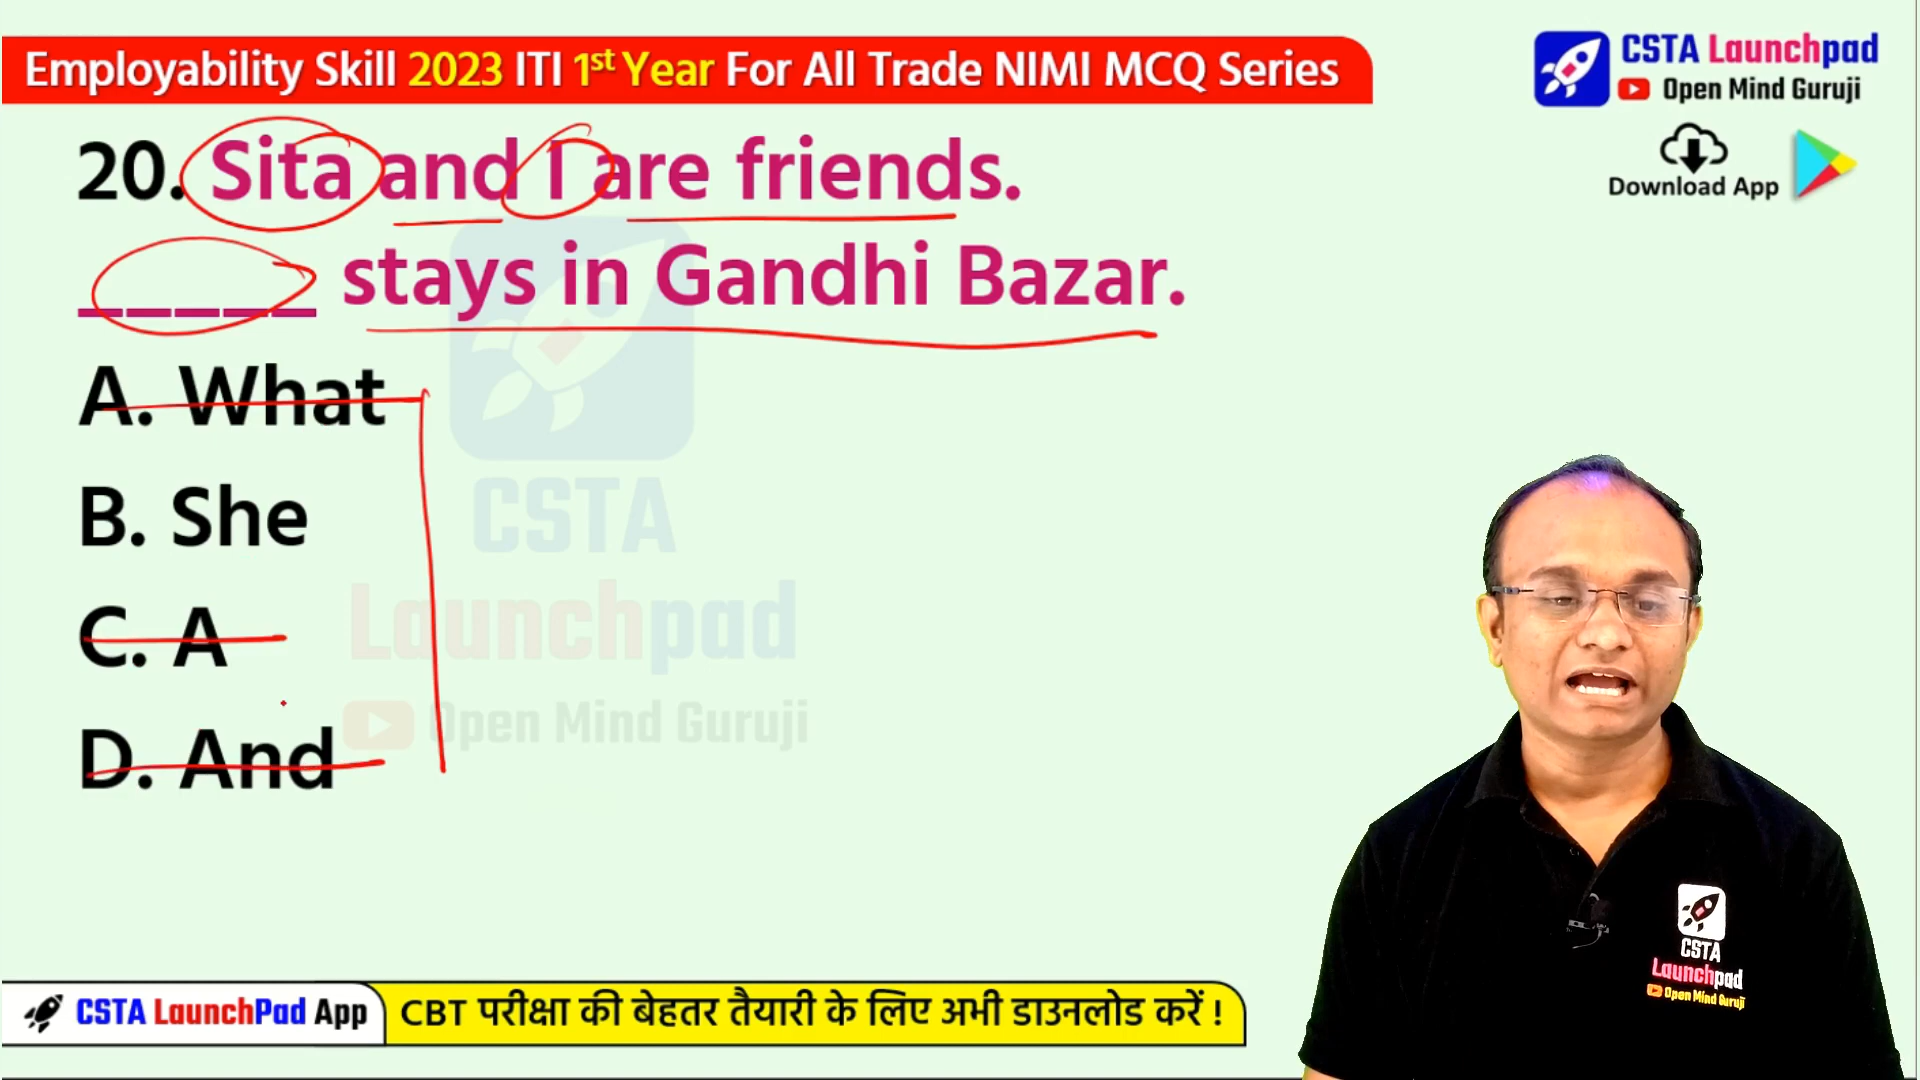 Employability Skill 2023 ITI 1st Year For All Trade NIMI MCQ Series
CSTA Launchpad
Open Mind Guruji
Download App
20. Sita and I are friends.
_____ stays in Gandhi Bazar.
A. What
B. She
C. A
D. And
CSTA
Launchpad
Open Mind Guruji
CSTA
Launchpad
Open Mind Guruji
CSTA LaunchPad App
CBT परीक्षा की बेहतर तैयारी के लिए अभी डाउनलोड करें !